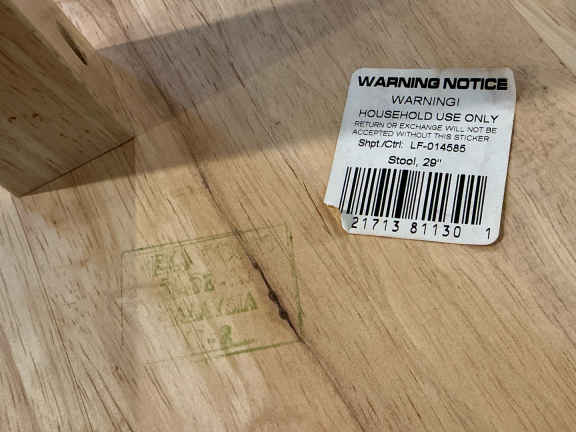 WARNING NOTICE
WARNING!
HOUSEHOLD USE ONLY
RETURN OR EXCHANGE WILL NOT BE
ACCEPTED WITHOUT THIS STICKER
Shpt./Ctrl: LF-014585
Stool, 29"
21713 81130 1
MALAYSIA